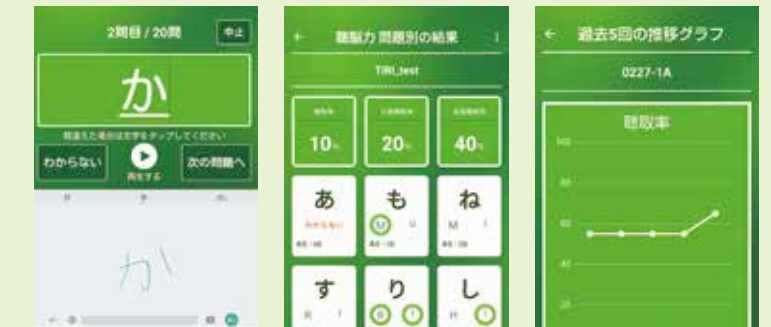 2問目 / 20問
中止
か
間違えた場合は文字をタップしてください
わからない
再生する
次の問題へ
か
聴脳力 問題別の結果
TIRI_test
10%
20%
40%
あ
も
ね
わからない
M U
M I
す
り
し
R I
R I
H I
過去5回の推移グラフ
0227-1A
聴取率
100
80
60
40
20